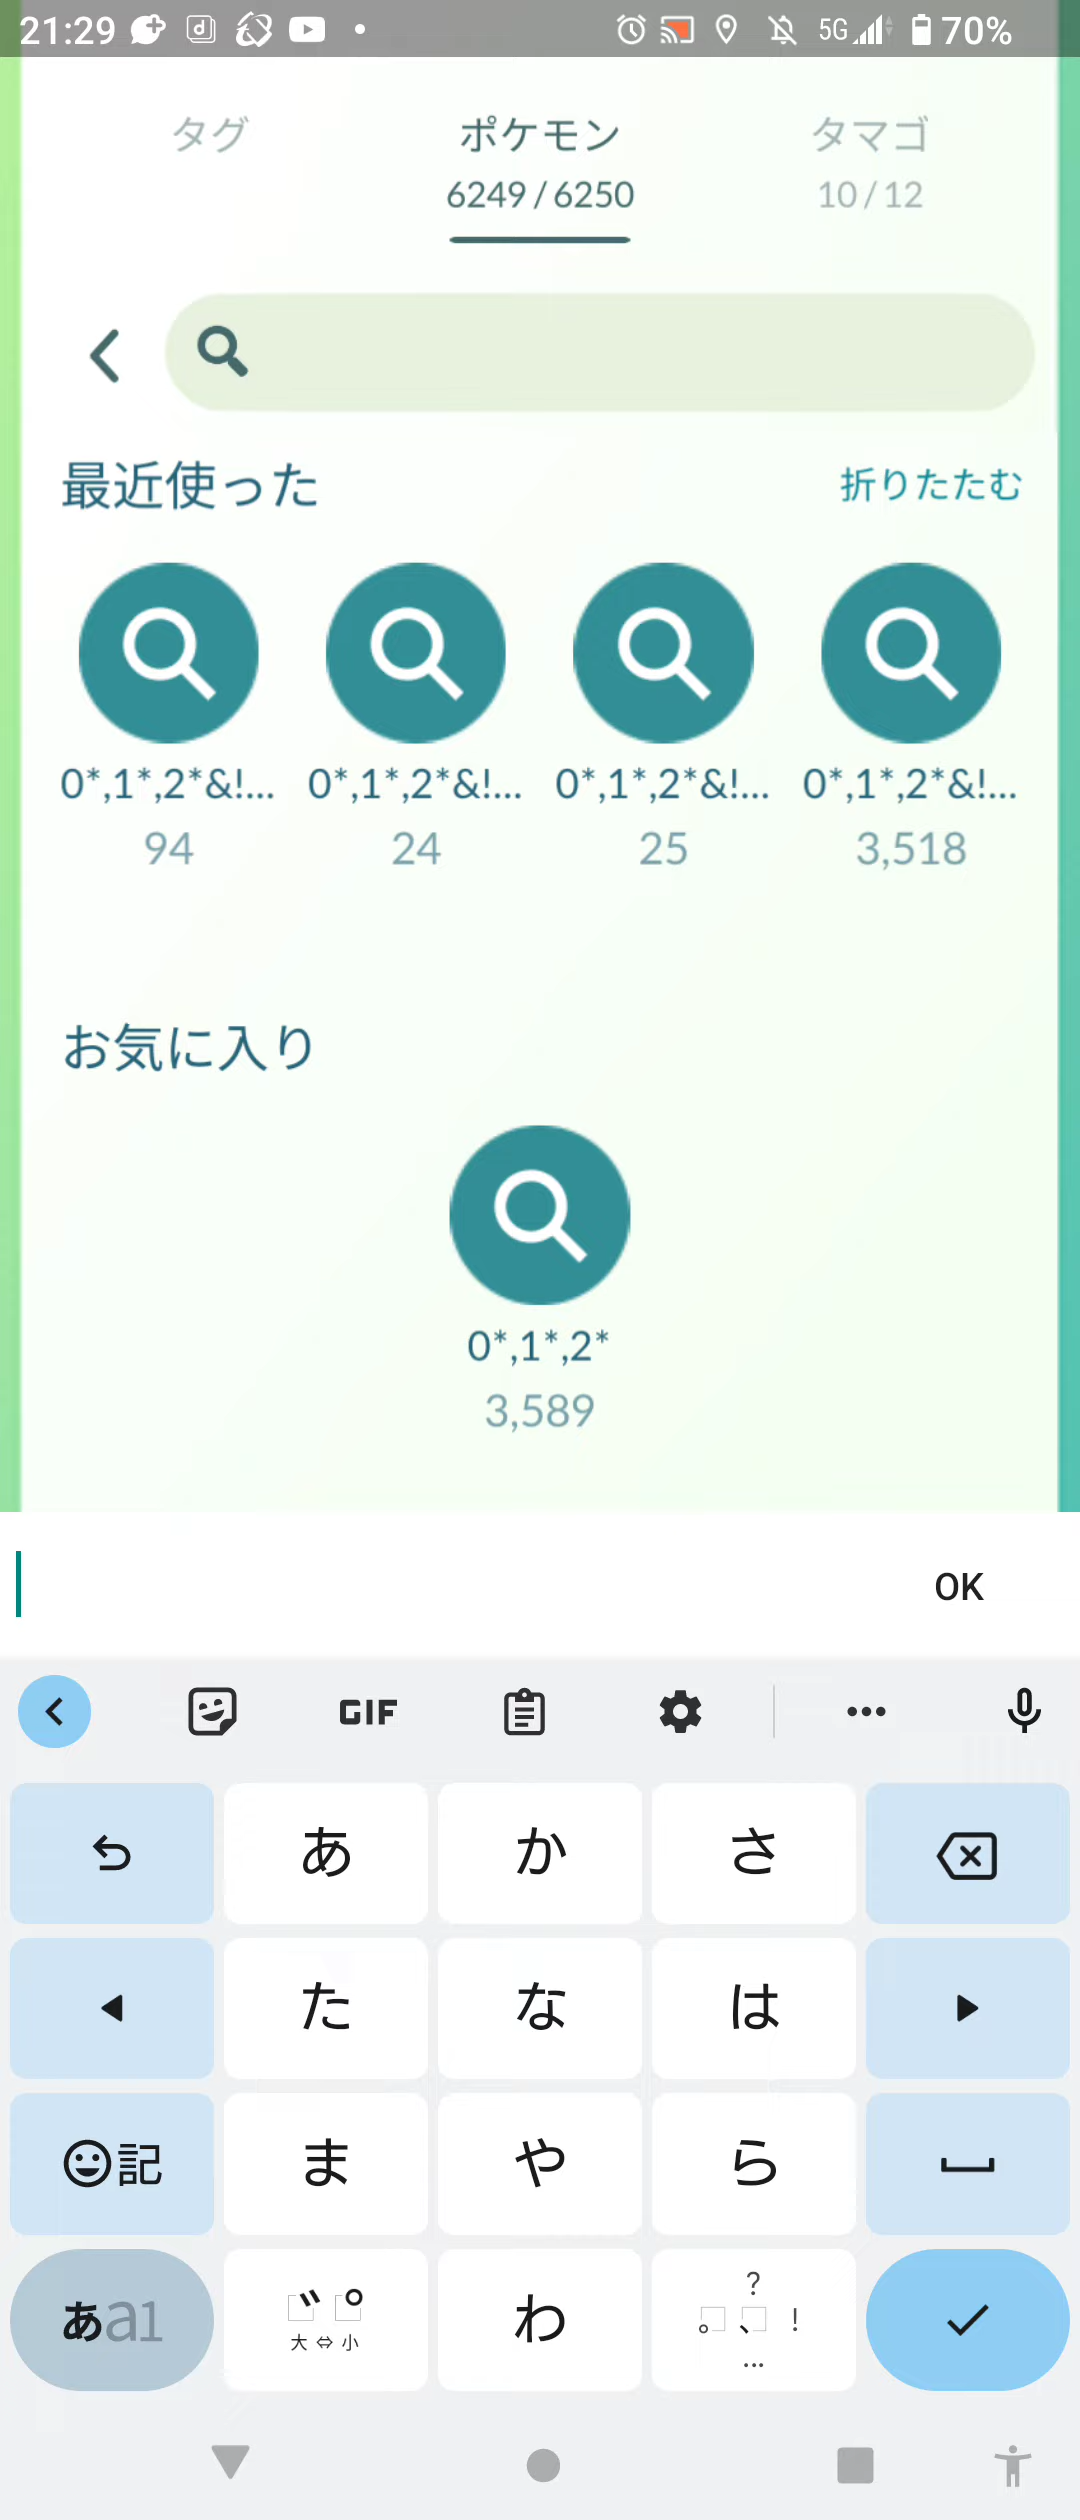 21:29 5G 70%
タグ ポケモン タマゴ
6249/6250 10/12
最近使った 折りたたむ
0*,1*,2*&!... 0*,1*,2*&!... 0*,1*,2*&!... 0*,1*,2*&!...
94 24 25 3,518
お気に入り
0*,1*,2*
3,589
OK
GIF
あ か さ
た な は
記 ま や ら
あa1 ゛゜ 大⇔小 わ 。、?!…